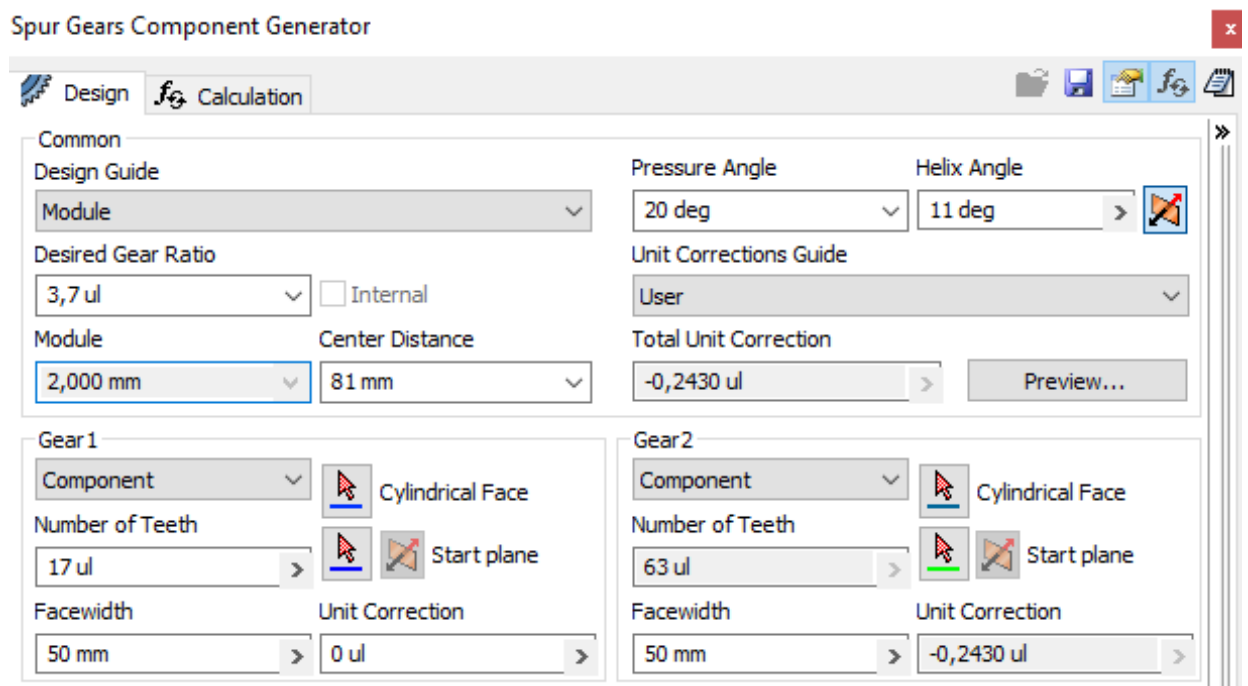 Spur Gears Component Generator
x
Design
fG Calculation
Common
Design Guide
Pressure Angle
Helix Angle
Module
20 deg
11 deg
Desired Gear Ratio
Unit Corrections Guide
3,7 ul
Internal
User
Module
Center Distance
Total Unit Correction
2,000 mm
81 mm
-0,2430 ul
Preview...
Gear1
Gear2
Component
Cylindrical Face
Component
Cylindrical Face
Number of Teeth
Number of Teeth
17 ul
Start plane
63 ul
Start plane
Facewidth
Unit Correction
Facewidth
Unit Correction
50 mm
0 ul
50 mm
-0,2430 ul